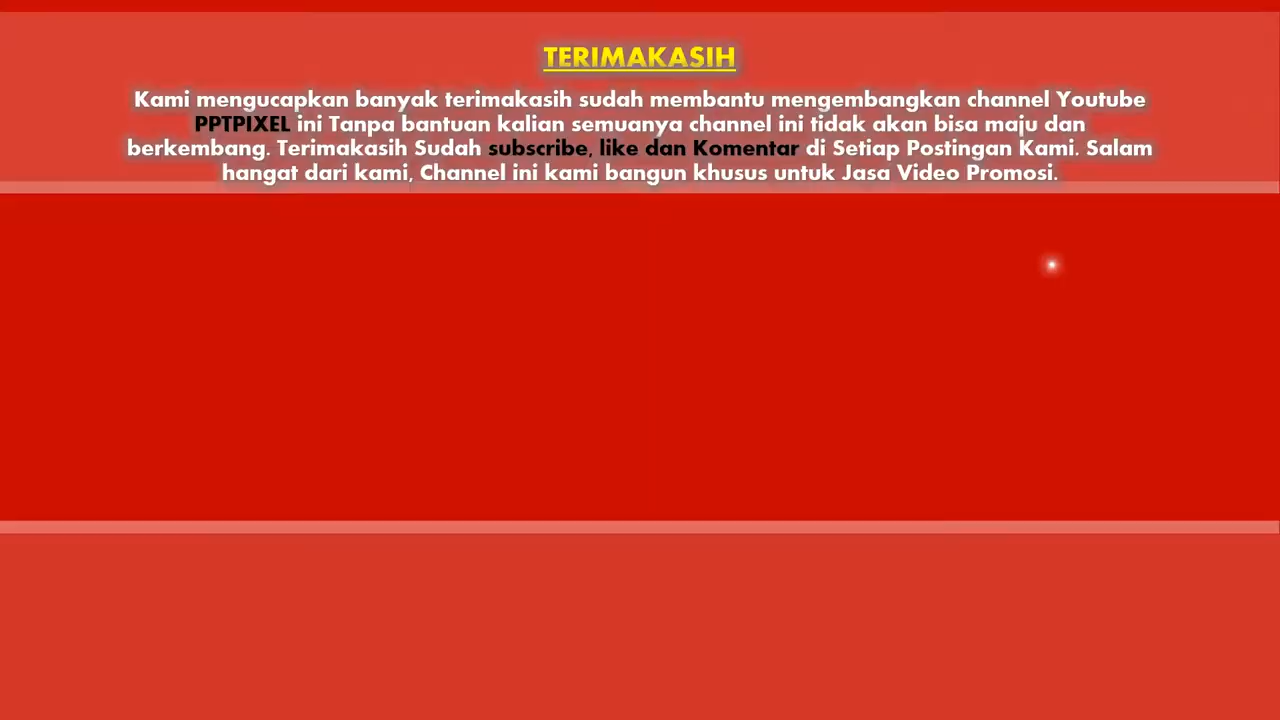 TERIMAKASIH
Kami mengucapkan banyak terimakasih sudah membantu mengembangkan channel Youtube
PPTPIXEL ini Tanpa bantuan kalian semuanya channel ini tidak akan bisa maju dan
berkembang. Terimakasih Sudah subscribe, like dan Komentar di Setiap Postingan Kami. Salam
hangat dari kami, Channel ini kami bangun khusus untuk Jasa Video Promosi.